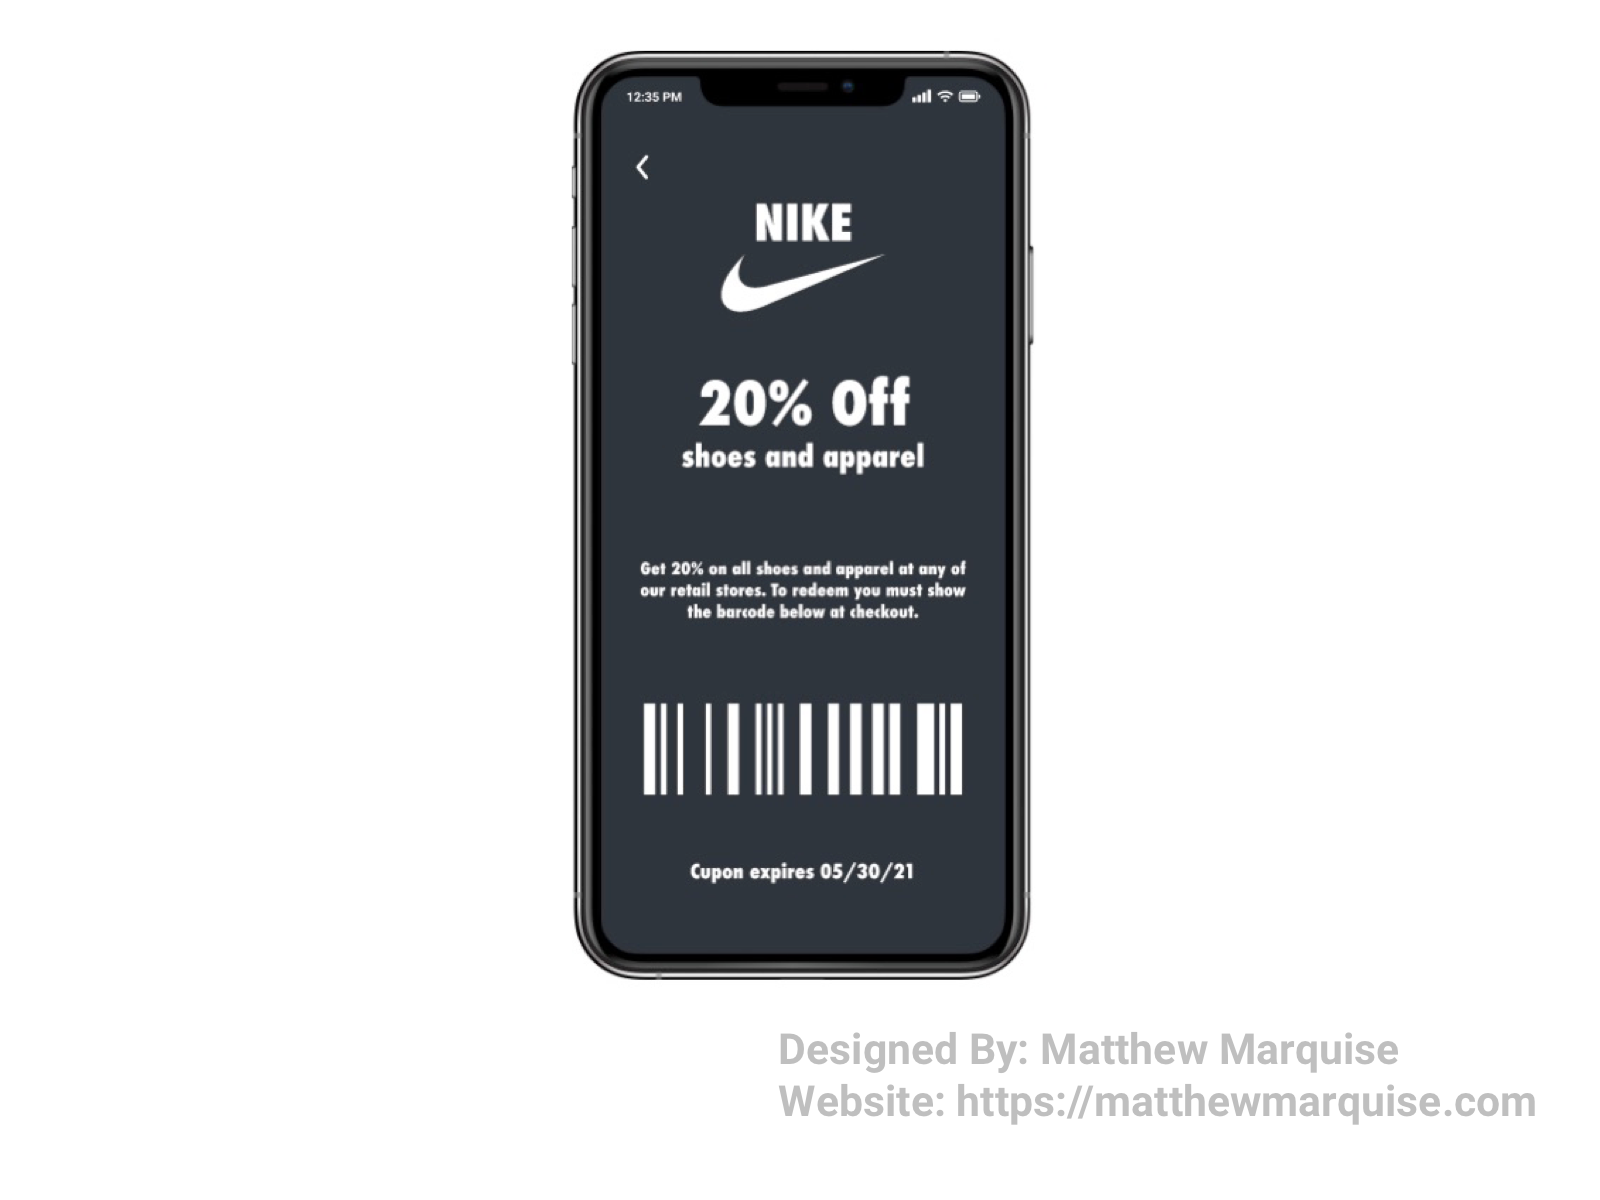 12:35 PM
NIKE
20% Off
shoes and apparel
Get 20% on all shoes and apparel at any of
our retail stores. To redeem you must show
the barcode below at checkout.
Cupon expires 05/30/21
Designed By: Matthew Marquise
Website: https://matthewmarquise.com